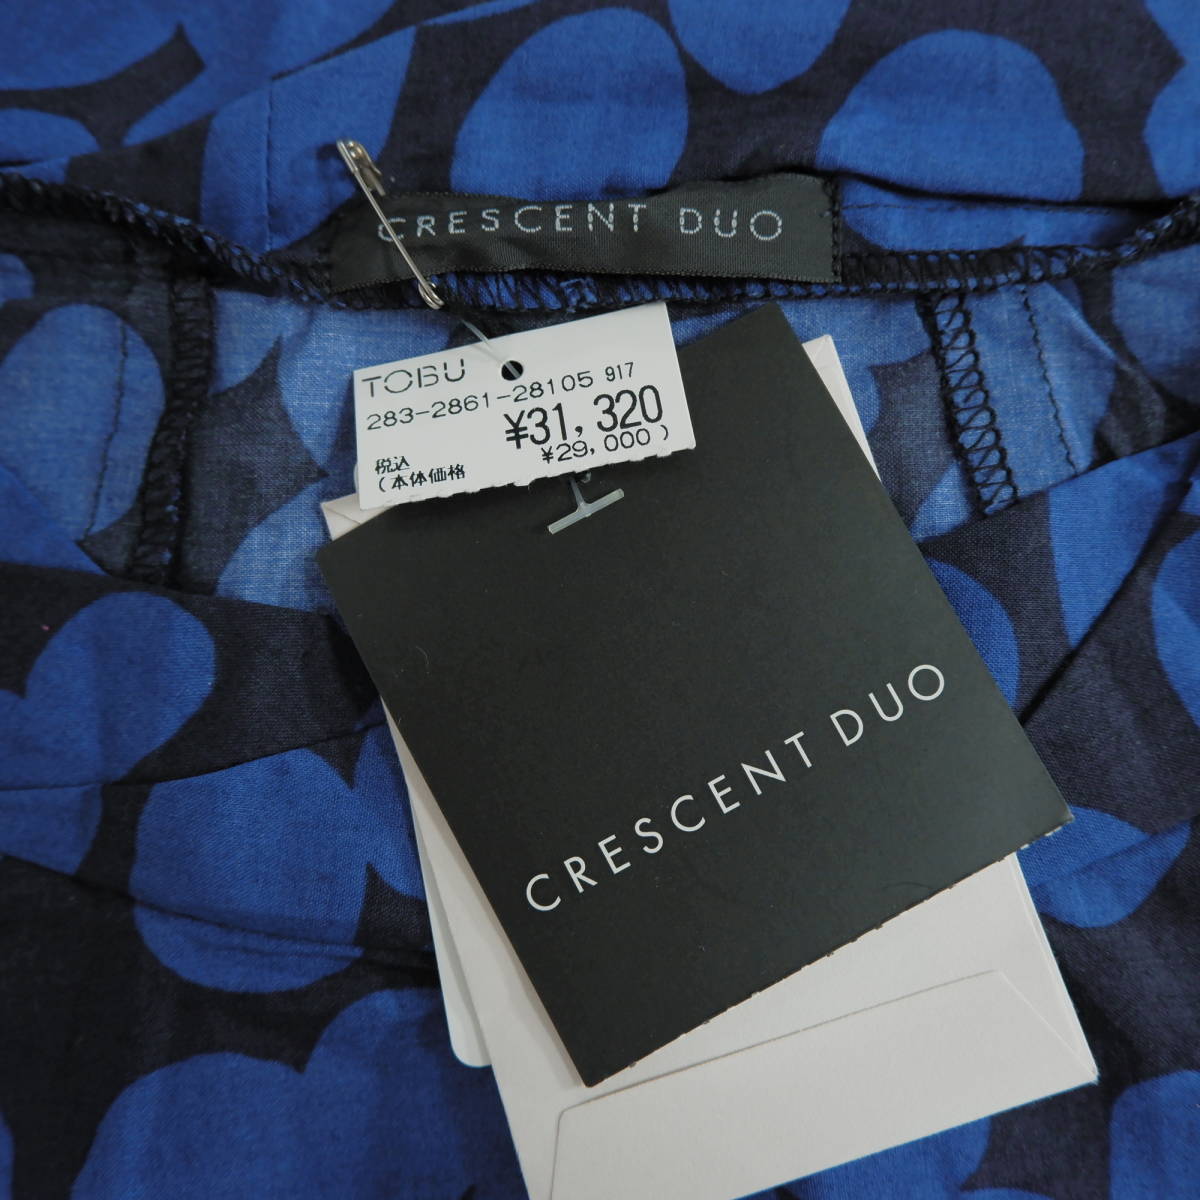 CRESCENT DUO
TOBU
283-2861-28105 917
¥31,320
税込
(本体価格 ¥29,000)
CRESCENT DUO